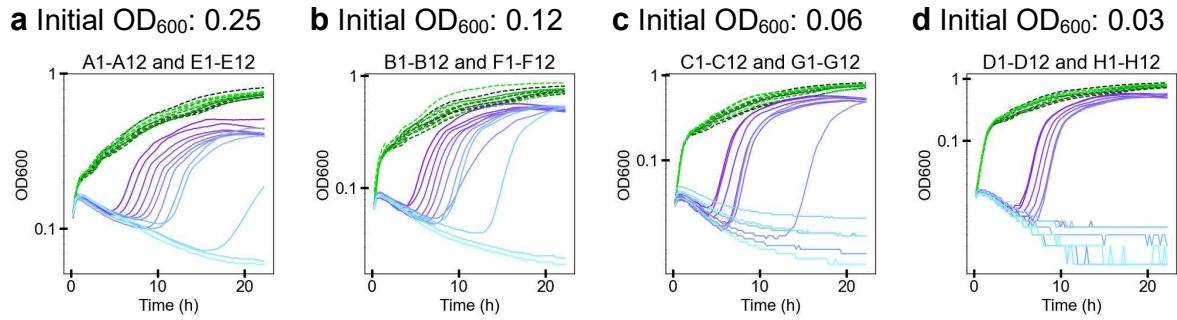 a Initial OD600: 0.25
A1-A12 and E1-E12
1
0.1
OD600
0
10
20
Time (h)
b Initial OD600: 0.12
B1-B12 and F1-F12
1
0.1
OD600
0
10
20
Time (h)
c Initial OD600: 0.06
C1-C12 and G1-G12
1
0.1
OD600
0
10
20
Time (h)
d Initial OD600: 0.03
D1-D12 and H1-H12
1
0.1
OD600
0
10
20
Time (h)